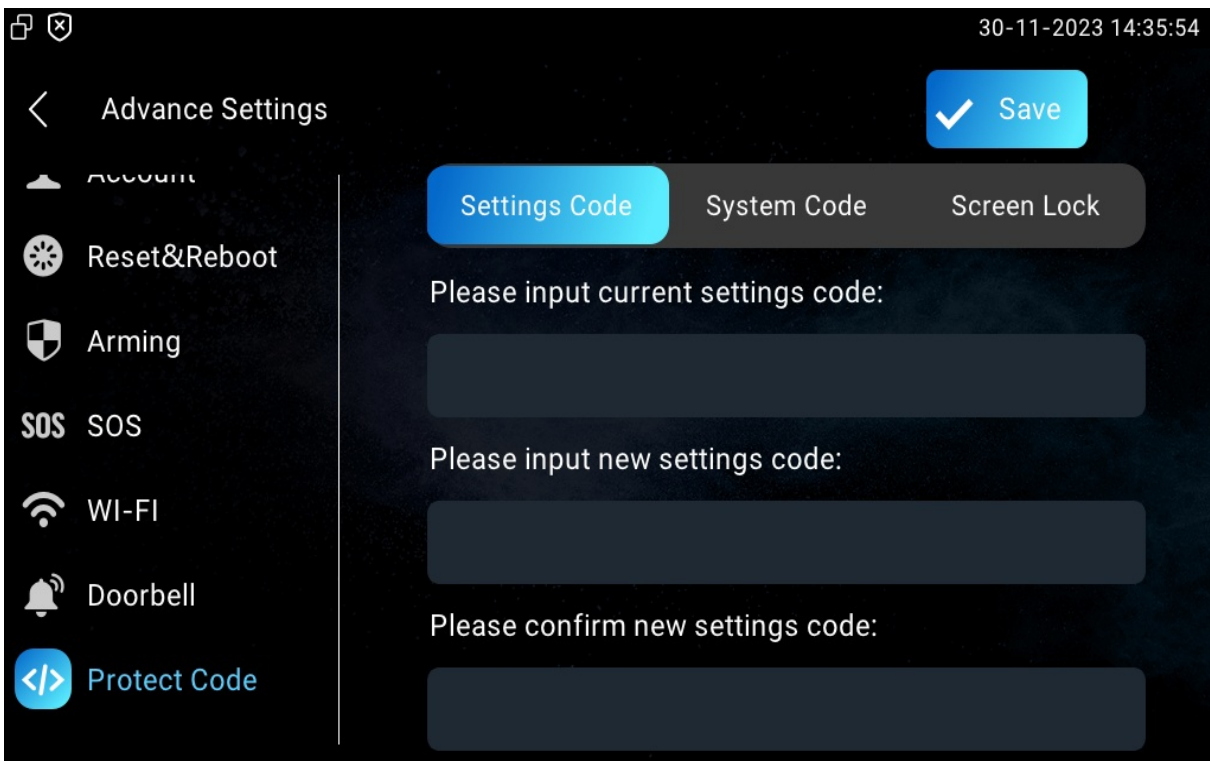 30-11-2023 14:35:54
Advance Settings
Save
Account
Settings Code
System Code
Screen Lock
Reset&Reboot
Please input current settings code:
Arming
SOS SOS
Please input new settings code:
WI-FI
Doorbell
Please confirm new settings code:
Protect Code